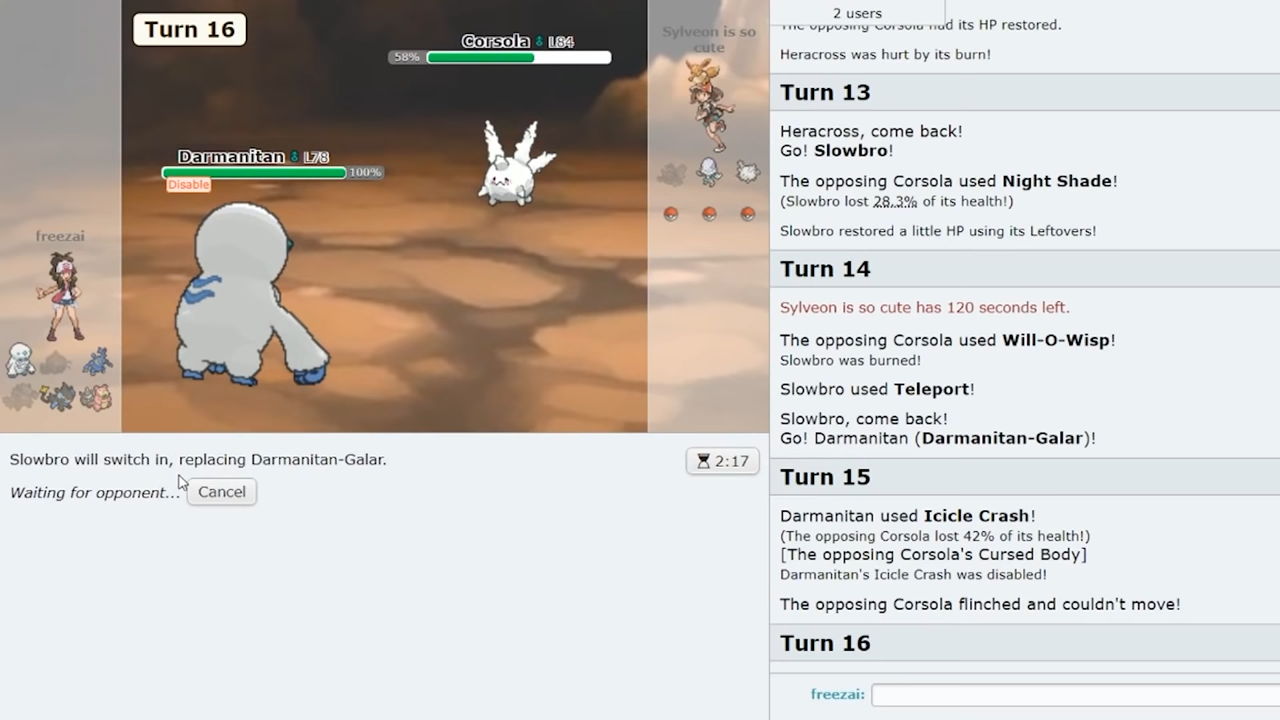 Turn 16
Corsola L84
58%
Darmanitan L78
100%
Disable
freezai
Sylveon is so
cute
Slowbro will switch in, replacing Darmanitan-Galar.
Waiting for opponent... Cancel
2:17
2 users
The opposing Corsola had its HP restored.
Heracross was hurt by its burn!
Turn 13
Heracross, come back!
Go! Slowbro!
The opposing Corsola used Night Shade!
(Slowbro lost 28.3% of its health!)
Slowbro restored a little HP using its Leftovers!
Turn 14
Sylveon is so cute has 120 seconds left.
The opposing Corsola used Will-O-Wisp!
Slowbro was burned!
Slowbro used Teleport!
Slowbro, come back!
Go! Darmanitan (Darmanitan-Galar)!
Turn 15
Darmanitan used Icicle Crash!
(The opposing Corsola lost 42% of its health!)
[The opposing Corsola's Cursed Body]
Darmanitan's Icicle Crash was disabled!
The opposing Corsola flinched and couldn't move!
Turn 16
freezai: